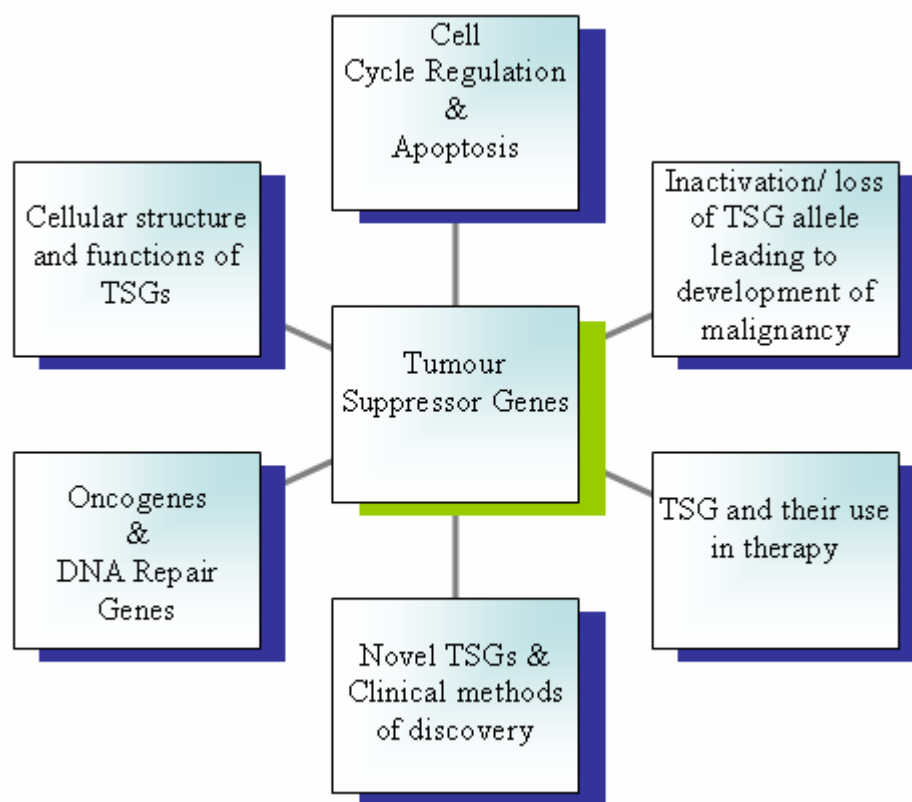 Cell
Cycle Regulation
&
Apoptosis
Cellular structure
and functions of
TSGs
Inactivation/ loss
of TSG allele
leading to
development of
malignancy
Tumour
Suppressor Genes
Oncogenes
&
DNA Repair
Genes
TSG and their use
in therapy
Novel TSGs &
Clinical methods
of discovery